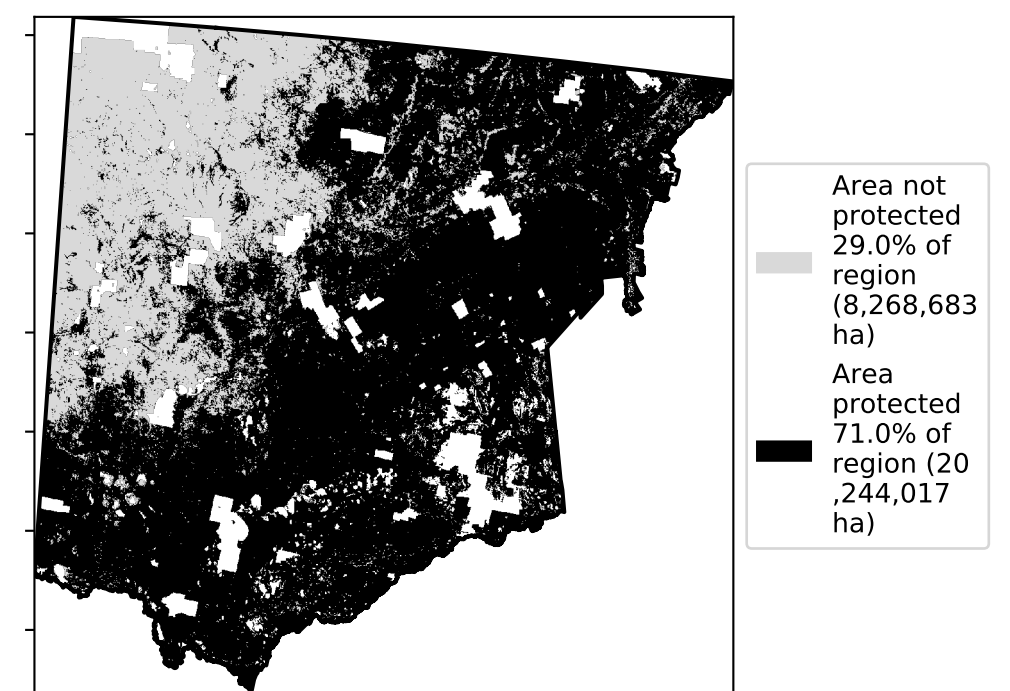 Area not
protected
29.0% of
region
(8,268,683
ha)
Area
protected
71.0% of
region (20
,244,017
ha)